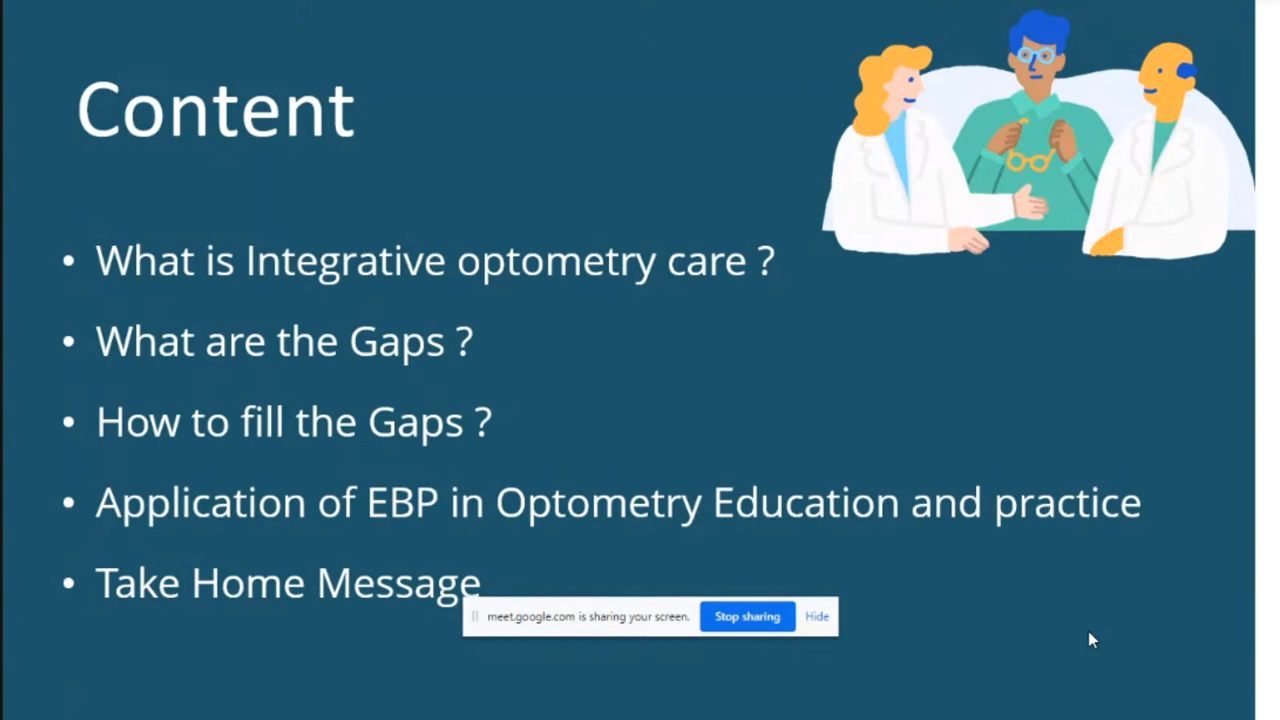 Content
• What is Integrative optometry care ?
• What are the Gaps ?
• How to fill the Gaps ?
• Application of EBP in Optometry Education and practice
• Take Home Message
meet.google.com is sharing your screen. Stop sharing Hide